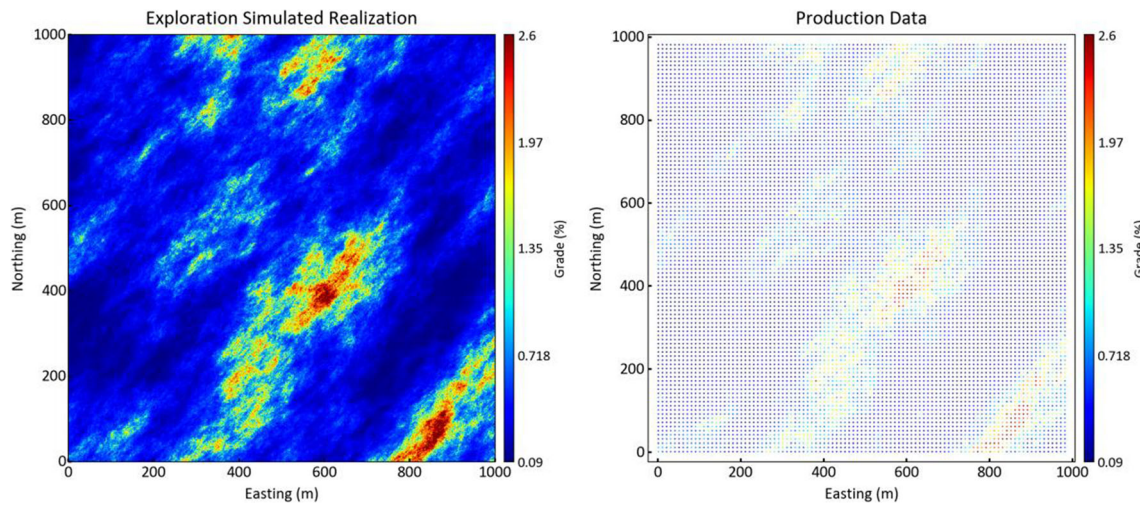 Exploration Simulated Realization
1000
800
600
400
200
0
Northing (m)
0 200 400 600 800 1000
Easting (m)
2.6
1.97
1.35
0.718
0.09
Grade (%)
Production Data
1000
800
600
400
200
0
Northing (m)
0 200 400 600 800 1000
Easting (m)
2.6
1.97
1.35
0.718
0.09
Grade (%)